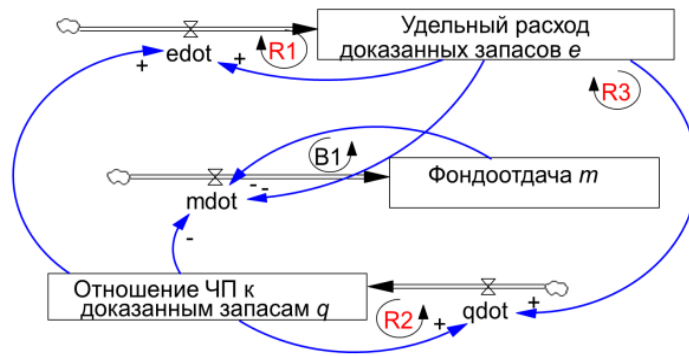 Удельный расход
доказанных запасов e
+
edot
+
R1
R3
B1
Фондоотдача m
- -
mdot
-
Отношение ЧП к
доказанным запасам q
R2
+
qdot
+